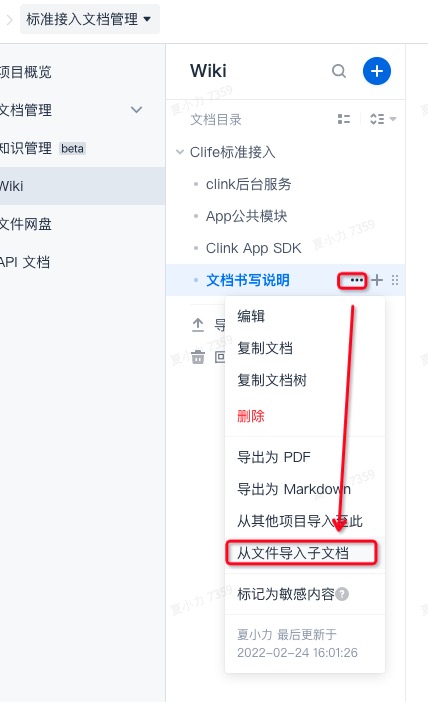 标准接入文档管理
项目概览
文档管理
知识管理 beta
Wiki
文件网盘
API 文档
Wiki
文档目录
Clife标准接入
clink后台服务
App公共模块
Clink App SDK
文档书写说明
导
回
编辑
复制文档
复制文档树
删除
导出为 PDF
导出为 Markdown
从其他项目导入至此
从文件导入子文档
标记为敏感内容?
夏小力 最后更新于
2022-02-24 16:01:26
夏小力 7359
夏小力 7359
夏小力 7359
夏小力 7359
夏小力 7359